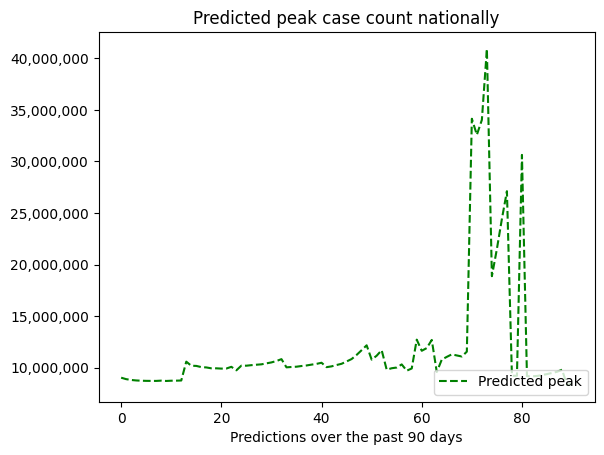 Predicted peak case count nationally
40,000,000
35,000,000
30,000,000
25,000,000
20,000,000
15,000,000
10,000,000
Predicted peak
0 20 40 60 80
Predictions over the past 90 days